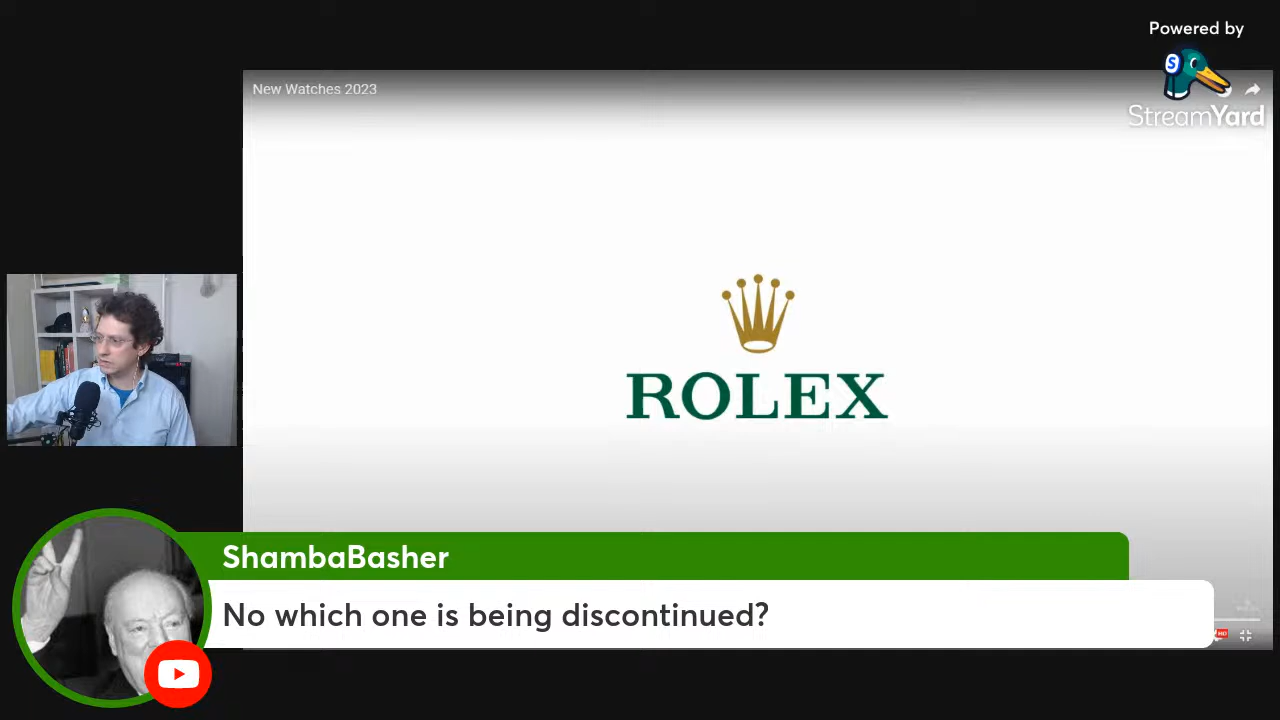 Powered by
New Watches 2023
StreamYard
ROLEX
ShambaBasher
No which one is being discontinued?